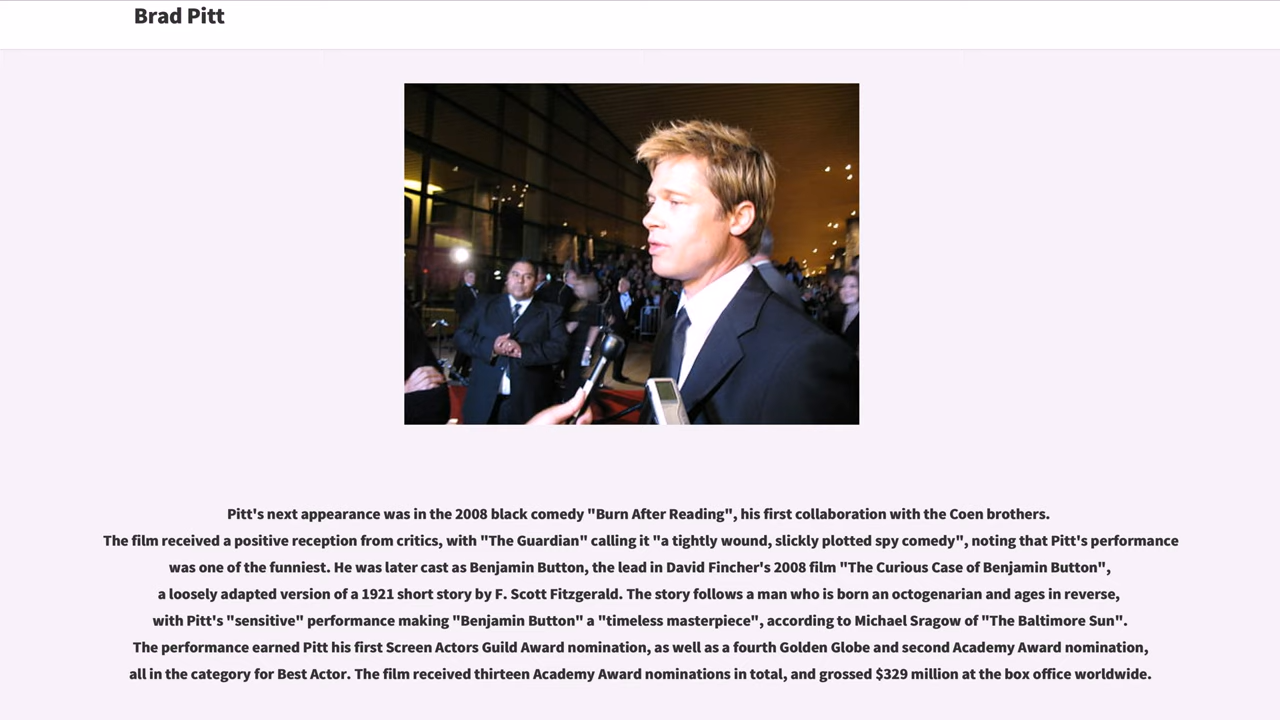 Brad Pitt
Pitt's next appearance was in the 2008 black comedy "Burn After Reading", his first collaboration with the Coen brothers.
The film received a positive reception from critics, with "The Guardian" calling it "a tightly wound, slickly plotted spy comedy", noting that Pitt's performance
was one of the funniest. He was later cast as Benjamin Button, the lead in David Fincher's 2008 film "The Curious Case of Benjamin Button",
a loosely adapted version of a 1921 short story by F. Scott Fitzgerald. The story follows a man who is born an octogenarian and ages in reverse,
with Pitt's "sensitive" performance making "Benjamin Button" a "timeless masterpiece", according to Michael Sragow of "The Baltimore Sun".
The performance earned Pitt his first Screen Actors Guild Award nomination, as well as a fourth Golden Globe and second Academy Award nomination,
all in the category for Best Actor. The film received thirteen Academy Award nominations in total, and grossed $329 million at the box office worldwide.